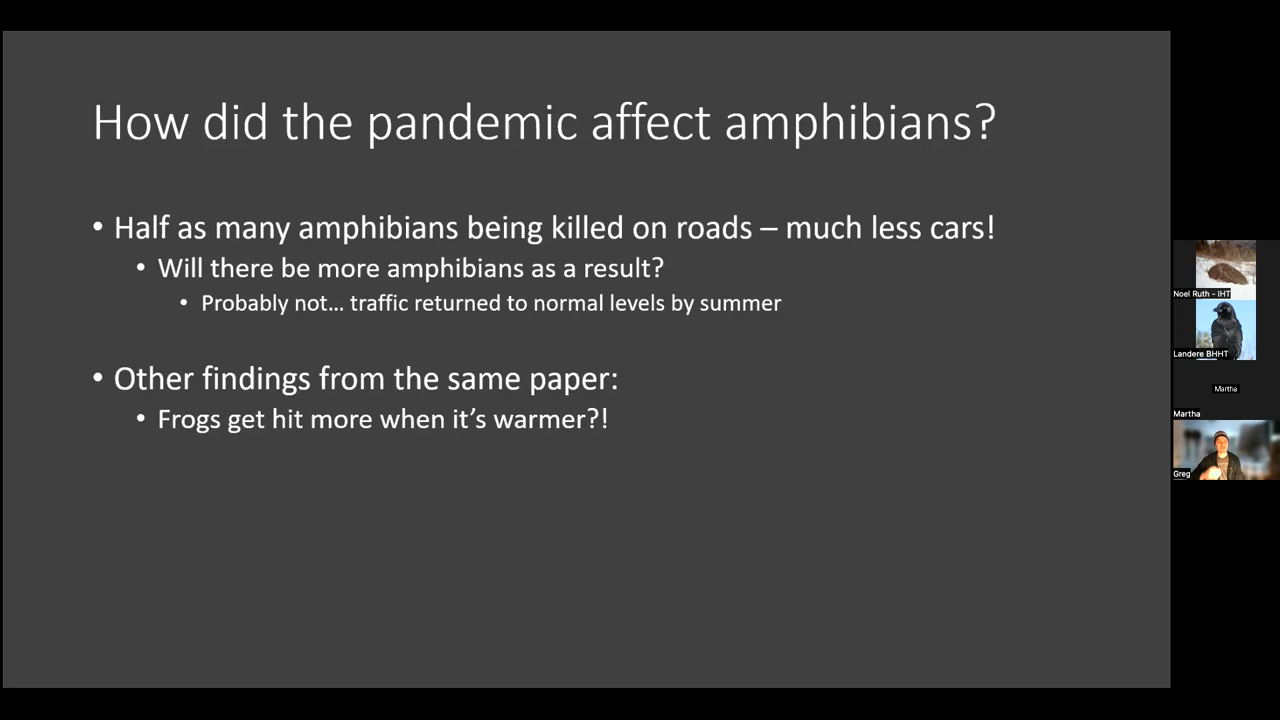 How did the pandemic affect amphibians?
• Half as many amphibians being killed on roads – much less cars!
• Will there be more amphibians as a result?
• Probably not… traffic returned to normal levels by summer
• Other findings from the same paper:
• Frogs get hit more when it’s warmer?!
Noel Ruth - IHT
Landere BHHT
Martha
Martha
Greg